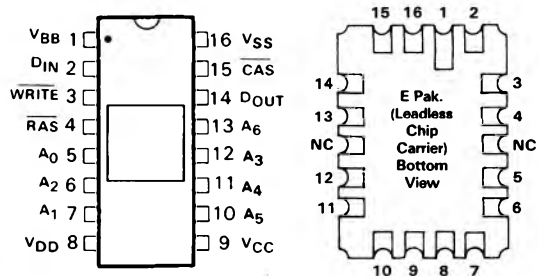 VBB 1
DIN 2
WRITE 3
RAS 4
A0 5
A2 6
A1 7
VDD 8
16 VSS
15 CAS
14 DOUT
13 A6
12 A3
11 A4
10 A5
9 VCC
15 16 1 2
14
13
NC
12
11
E Pak.
(Leadless
Chip
Carrier)
Bottom
View
3
4
NC
5
6
10 9 8 7